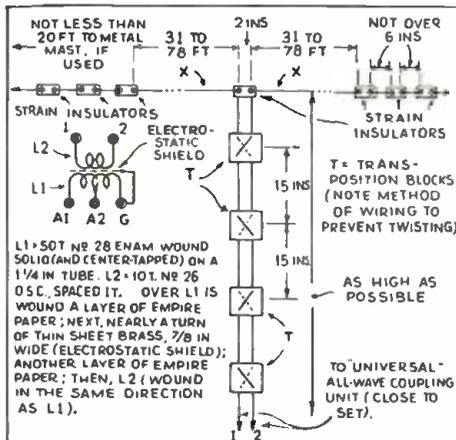 NOT LESS THAN
20 FT TO METAL
MAST, IF
USED
31 TO
78 FT
2 INS
31 TO
78 FT
NOT OVER
6 INS
X
X
STRAIN INSULATORS
STRAIN
INSULATORS
1
2
L2
L1
ELECTRO-
STATIC
SHIELD
A1
A2
G
T
15 INS.
15 INS.
T
T = TRANS-
POSITION BLOCKS
(NOTE METHOD
OF WIRING TO
PREVENT TWISTING)
L1 = 50 T. Nº 28 ENAM WOUND
SOLID (AND CENTER-TAPPED) ON A
1 1/4 IN TUBE. L2 = 10 T. Nº 26
D.S.C., SPACED 1 T. OVER L1 IS
WOUND A LAYER OF EMPIRE
PAPER; NEXT, NEARLY A TURN
OF THIN SHEET BRASS, 7/8 IN
WIDE (ELECTROSTATIC SHIELD);
ANOTHER LAYER OF EMPIRE
PAPER; THEN, L2 (WOUND
IN THE SAME DIRECTION
AS L1).
AS HIGH AS
POSSIBLE
TO UNIVERSAL-
ALL-WAVE COUPLING
UNIT (CLOSE TO
SET).
1 2